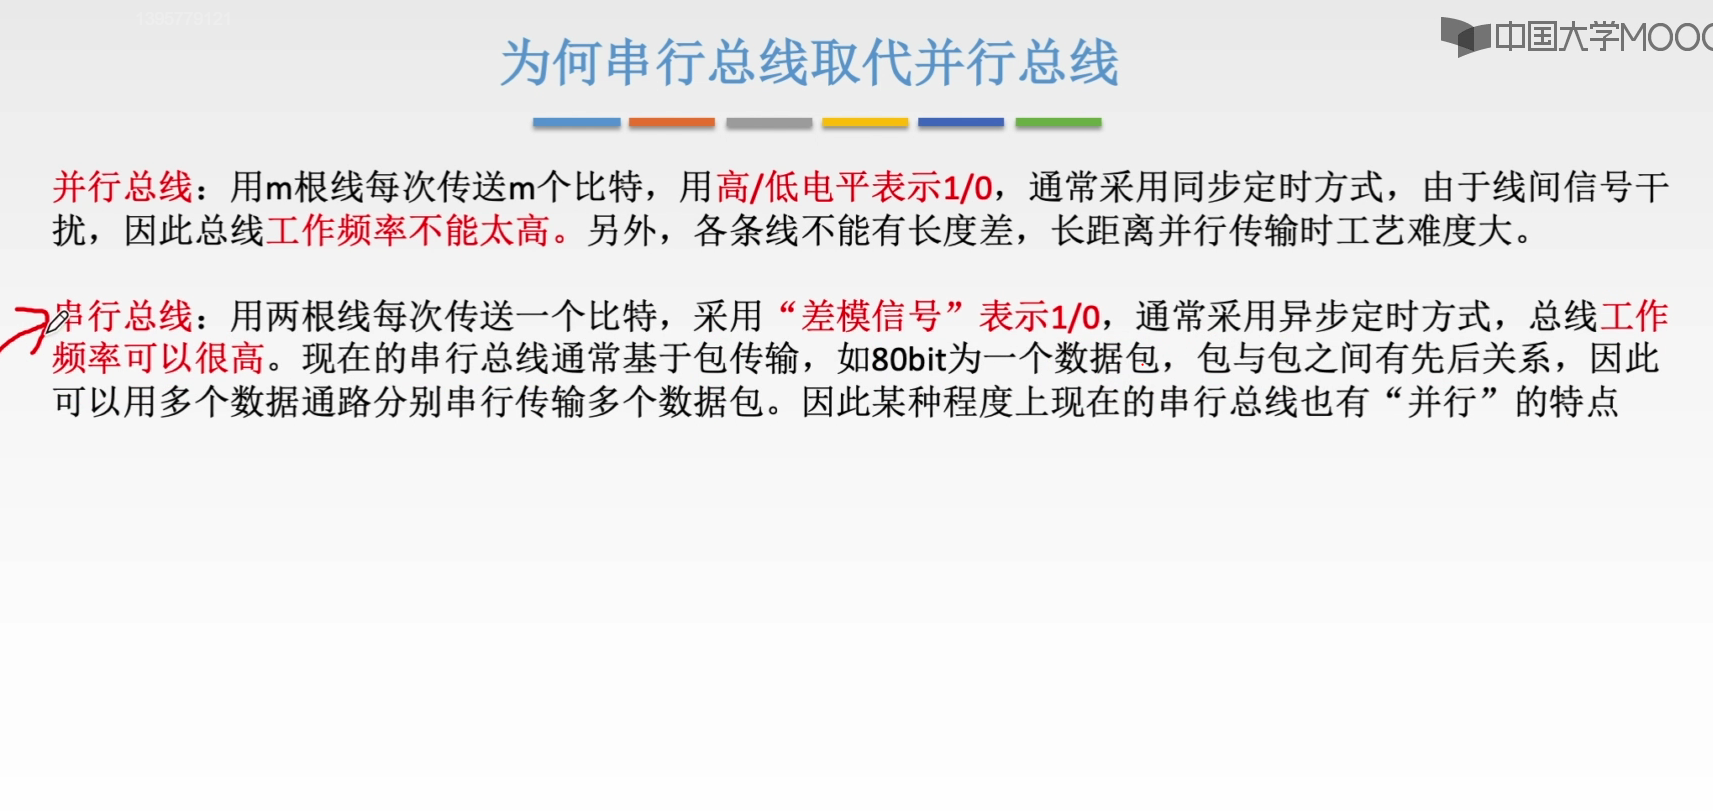 1396779121
中国大学MOOC
为何串行总线取代并行总线
并行总线：用m根线每次传送m个比特，用高/低电平表示1/0，通常采用同步定时方式，由于线间信号干
扰，因此总线工作频率不能太高。另外，各条线不能有长度差，长距离并行传输时工艺难度大。
串行总线：用两根线每次传送一个比特，采用“差模信号”表示1/0，通常采用异步定时方式，总线工作
频率可以很高。现在的串行总线通常基于包传输，如80bit为一个数据包，包与包之间有先后关系，因此
可以用多个数据通路分别串行传输多个数据包。因此某种程度上现在的串行总线也有“并行”的特点